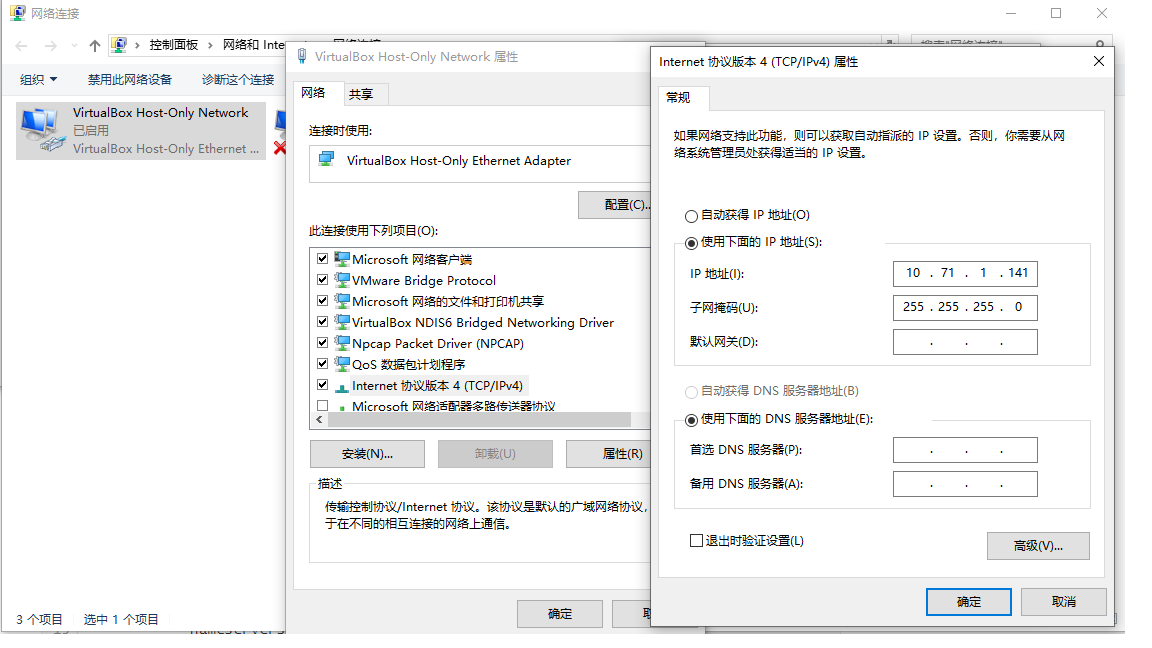 网络连接
控制面板 › 网络和 Inte
组织 禁用此网络设备 诊断这个连接
VirtualBox Host-Only Network
已启用
VirtualBox Host-Only Ethernet ...
3 个项目 选中 1 个项目
VirtualBox Host-Only Network 属性
网络 共享
连接时使用:
VirtualBox Host-Only Ethernet Adapter
配置(C)..
此连接使用下列项目(O):
Microsoft 网络客户端
VMware Bridge Protocol
Microsoft 网络的文件和打印机共享
VirtualBox NDIS6 Bridged Networking Driver
Npcap Packet Driver (NPCAP)
QoS 数据包计划程序
Internet 协议版本 4 (TCP/IPv4)
Microsoft 网络适配器多路传送器协议
安装(N)... 卸载(U) 属性(R)
描述
传输控制协议/Internet 协议。该协议是默认的广域网络协议，
于在不同的相互连接的网络上通信。
确定
Internet 协议版本 4 (TCP/IPv4) 属性
常规
如果网络支持此功能，则可以获取自动指派的 IP 设置。否则，你需要从网
络系统管理员处获得适当的 IP 设置。
自动获得 IP 地址(O)
使用下面的 IP 地址(S):
IP 地址(I): 10 . 71 . 1 . 141
子网掩码(U): 255 . 255 . 255 . 0
默认网关(D): . . .
自动获得 DNS 服务器地址(B)
使用下面的 DNS 服务器地址(E):
首选 DNS 服务器(P): . . .
备用 DNS 服务器(A): . . .
退出时验证设置(L)
高级(V)...
确定 取消